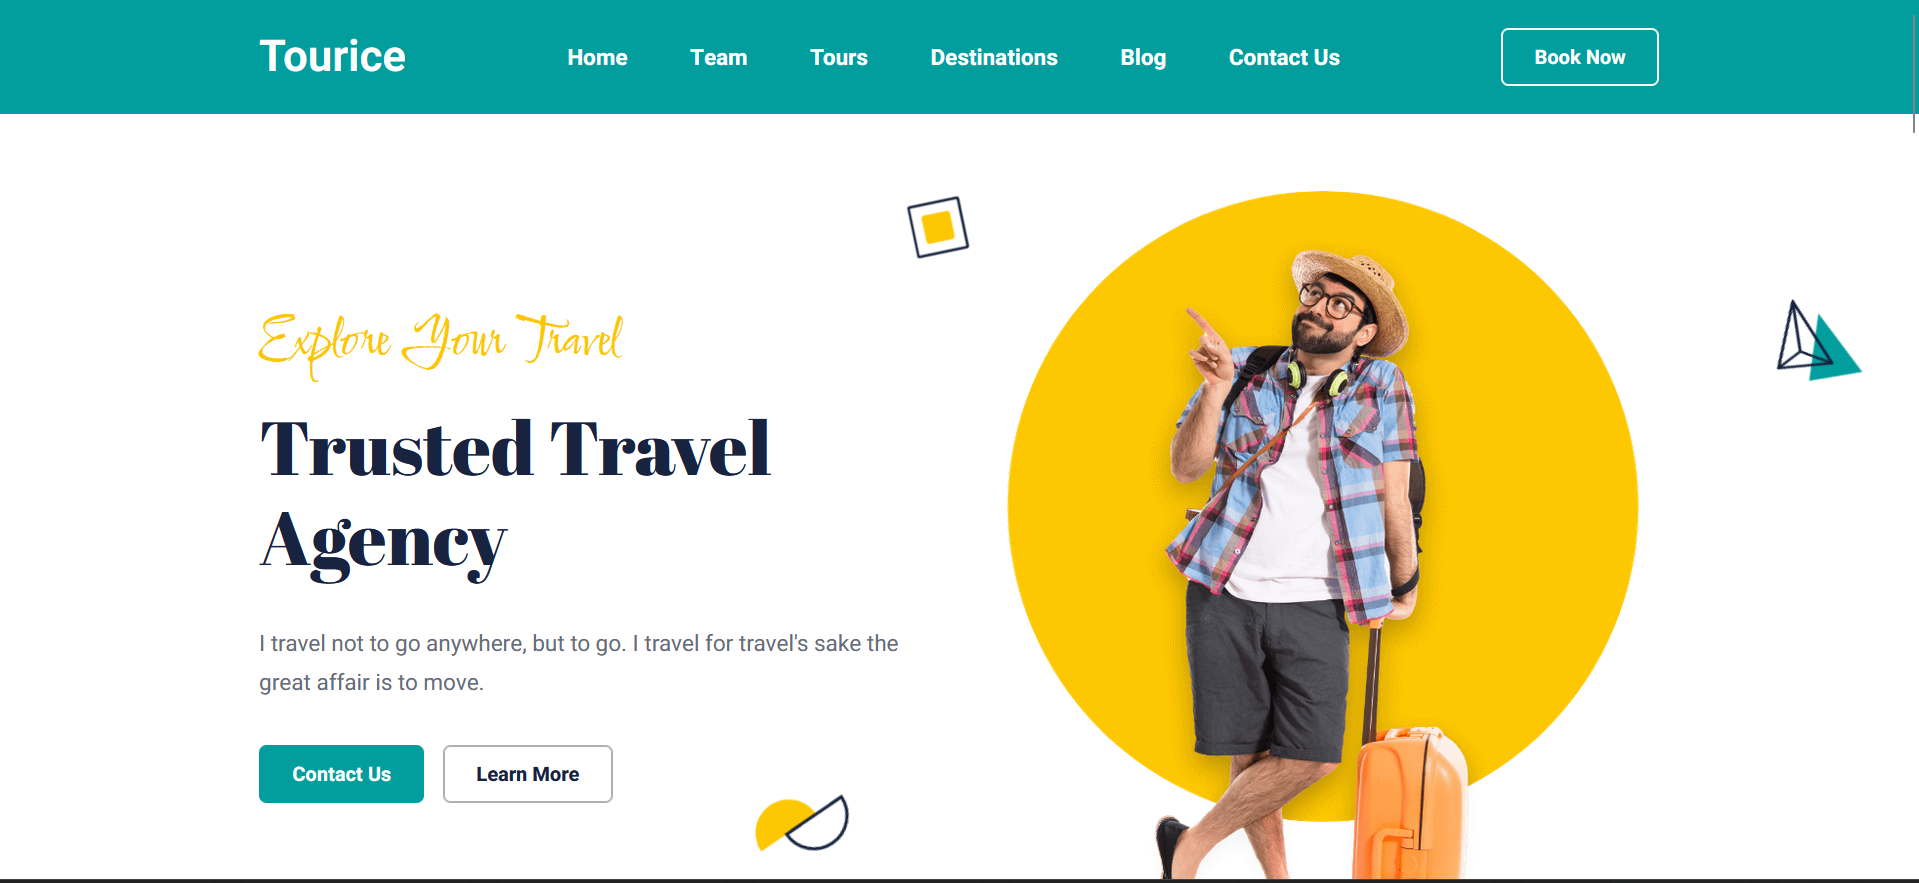 Tourice
Home Team Tours Destinations Blog Contact Us
Book Now
Explore Your Travel
Trusted Travel
Agency
I travel not to go anywhere, but to go. I travel for travel's sake the
great affair is to move.
Contact Us
Learn More